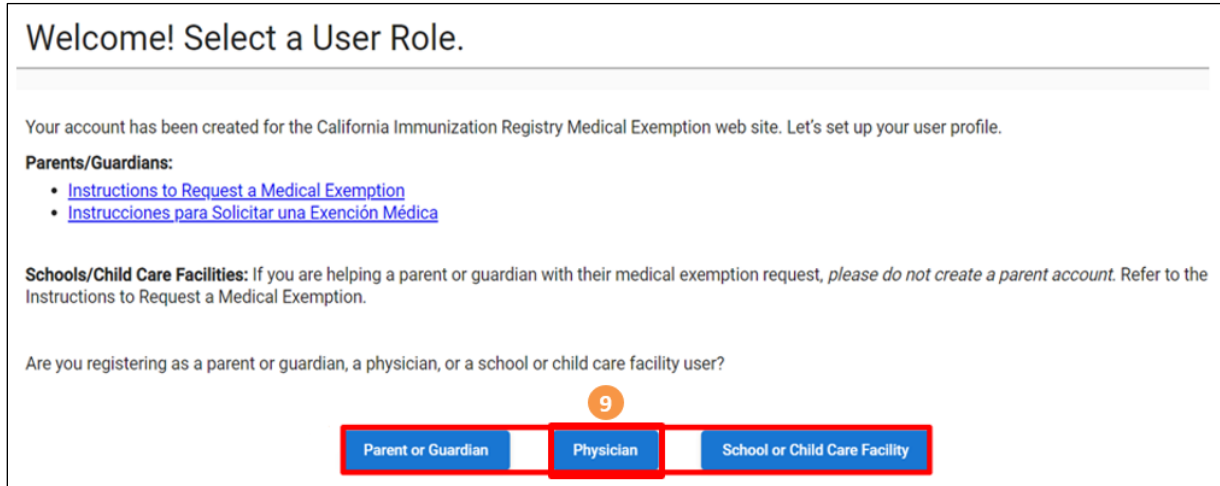 Welcome! Select a User Role.
Your account has been created for the California Immunization Registry Medical Exemption web site. Let's set up your user profile.
Parents/Guardians:
• Instructions to Request a Medical Exemption
• Instrucciones para Solicitar una Exención Médica
Schools/Child Care Facilities: If you are helping a parent or guardian with their medical exemption request, please do not create a parent account. Refer to the
Instructions to Request a Medical Exemption.
Are you registering as a parent or guardian, a physician, or a school or child care facility user?
9
Parent or Guardian Physician School or Child Care Facility